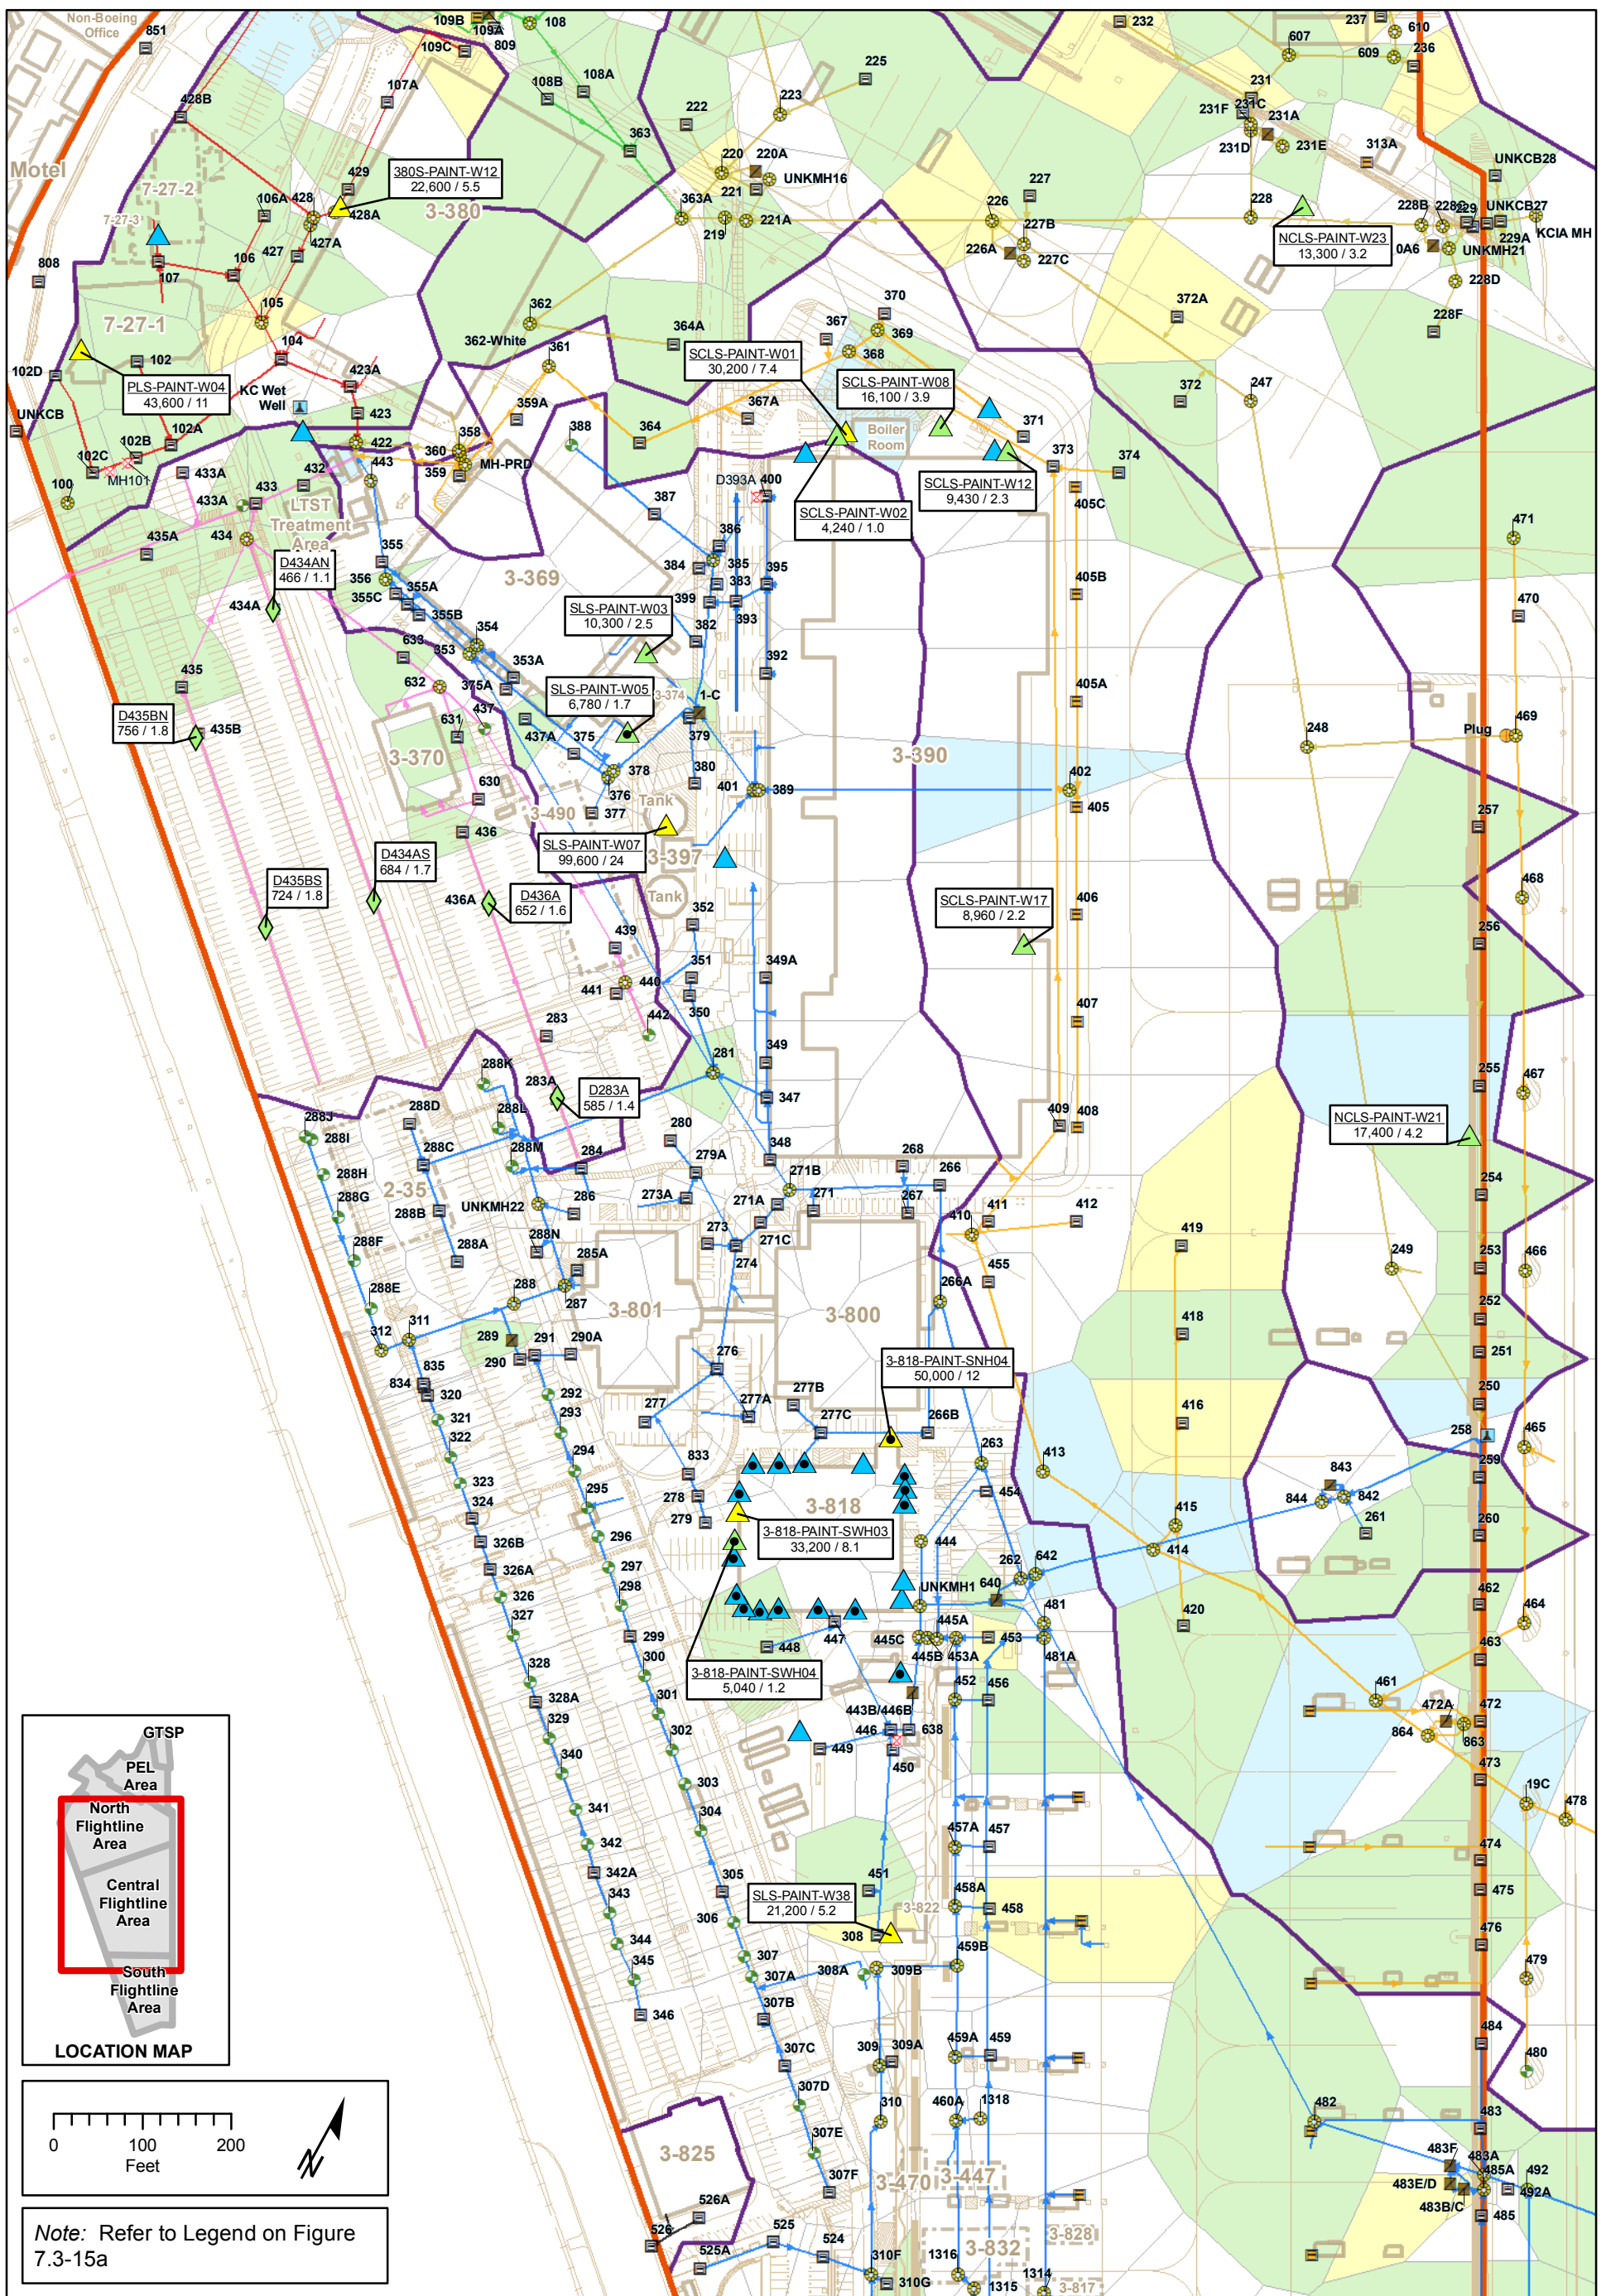 Non-Boeing
Office
851
109B
109A
809
108
109C
107A
108B
108A
428B
363
222
223
225
232
237
610
607
609
236
231
231F
231C
231A
231D
231E
313A
UNKCB28
Motel
7-27-2
7-27-3
429
380S-PAINT-W12
22,600 / 5.5
3-380
106A
428
428A
427A
427
107
106
105
808
7-27-1
104
220
220A
221
UNKMH16
363A
219
221A
226
227
227B
226A
227C
228
NCLS-PAINT-W23
13,300 / 3.2
228B
228C
229
UNKCB27
229A
KCIA MH
0A6
UNKMH21
228D
228F
372A
362
362-White
361
364A
367
370
369
368
SCLS-PAINT-W01
30,200 / 7.4
SCLS-PAINT-W08
16,100 / 3.9
102
102D
PLS-PAINT-W04
43,600 / 11
423A
KC Wet
Well
423
UNKCB
102B
102A
102C
MH101
100
422
443
358
360
359
MH-PRD
359A
388
364
367A
Boiler
Room
371
373
374
372
247
SCLS-PAINT-W12
9,430 / 2.3
SCLS-PAINT-W02
4,240 / 1.0
433A
433A
433
432
434
435A
LTST
Treatment
Area
D434AN
466 / 1.1
434A
355
356
355A
355C
355B
3-369
387
D393A
400
386
384
385
383
395
399
393
382
392
405C
405B
405A
471
470
SLS-PAINT-W03
10,300 / 2.5
354
353
353A
633
632
375A
SLS-PAINT-W05
6,780 / 1.7
3-374
1-C
435
D435BN
756 / 1.8
435B
631
437
437A
375
379
3-370
378
376
380
401
389
377
3-390
402
405
248
Plug
469
630
3-490
Tank
436
SLS-PAINT-W07
99,600 / 24
3-397
Tank
257
D434AS
684 / 1.7
D435BS
724 / 1.8
436A
D436A
652 / 1.6
SCLS-PAINT-W17
8,960 / 2.2
406
468
256
352
439
351
440
441
349A
350
407
442
283
281
349
255
467
347
288K
283A
D283A
585 / 1.4
409
408
NCLS-PAINT-W21
17,400 / 4.2
288J
288I
288D
288L
280
348
288C
288M
284
279A
268
288H
2-35
271B
266
254
288G
288B
UNKMH22
286
273A
271A
271
267
411
412
410
288F
288A
288N
273
271C
419
253
466
285A
274
249
455
288E
288
287
3-801
3-800
266A
252
418
312
311
289
291
290A
290
276
251
3-818-PAINT-SNH04
50,000 / 12
835
834
320
277A
277B
250
292
277
277C
266B
416
321
293
258
465
322
294
263
413
259
323
833
843
324
278
3-818
454
844
842
295
279
415
261
260
3-818-PAINT-SWH03
33,200 / 8.1
296
326B
444
414
326A
297
262
642
326
298
UNKMH1
640
462
481
464
327
299
420
447
445A
448
445C
453
463
445B
453A
481A
328
300
3-818-PAINT-SWH04
5,040 / 1.2
452
456
461
328A
301
472A
472
443B/446B
329
302
446
638
864
863
449
450
340
473
303
19C
341
304
478
342
457A
457
474
342A
305
451
343
SLS-PAINT-W38
21,200 / 5.2
458A
458
475
306
3-822
344
308
476
307
459B
345
307A
308A
309B
479
307B
346
484
307C
309
309A
459A
459
480
307D
310
460A
1318
482
483
307E
3-825
307F
3-470
3-447
483F
483A
485A
492
483E/D
492A
483B/C
485
526A
526
525
3-828
525A
524
310F
1316
3-832
310G
1315
1314
3-817
GTSP
PEL
Area
North
Flightline
Area
Central
Flightline
Area
South
Flightline
Area
LOCATION MAP
0
100
200
Feet
N
Note: Refer to Legend on Figure
7.3-15a